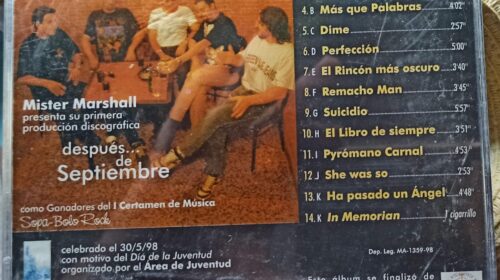 4. B Más que Palabras 4'02"
5. C Dime 2'57"
6. D Perfección 5'00"
7. E El Rincón más oscuro 3'40"
8. F Remacho Man 3'45"
9. G Suicidio 5'57"
10. H El Libro de siempre 3'51"
11. I Pyrómano Carnal 4'53"
12. J She was so 2'53"
13. K Ha pasado un Ángel 4'48"
14. K In Memorian 1 cigarrillo
Mister Marshall
presenta su primera
producción discográfica
después...
de
Septiembre
como Ganadores del I Certamen de Música
Sopa-Bolo Rock
celebrado el 30/5/98
con motivo del Día de la Juventud
organizado por el Área de Juventud
Dep. Leg. MA-1359-98
Este álbum se finalizó